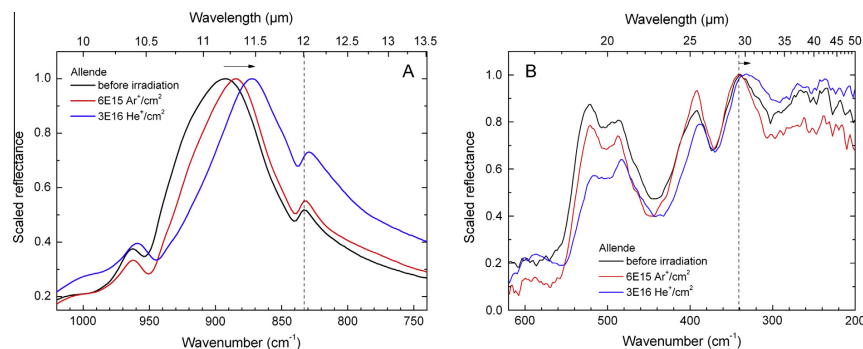 Wavelength (µm)
10 10.5 11 11.5 12 12.5 13 13.5
Scaled reflectance
1.0
0.8
0.6
0.4
0.2
Allende
before irradiation
6E15 Ar⁺/cm²
3E16 He⁺/cm²
A
1000 950 900 850 800 750
Wavenumber (cm⁻¹)
Wavelength (µm)
20 25 30 35 40 45 50
Scaled reflectance
1.0
0.8
0.6
0.4
0.2
0.0
B
Allende
before irradiation
6E15 Ar⁺/cm²
3E16 He⁺/cm²
600 500 400 300 200
Wavenumber (cm⁻¹)